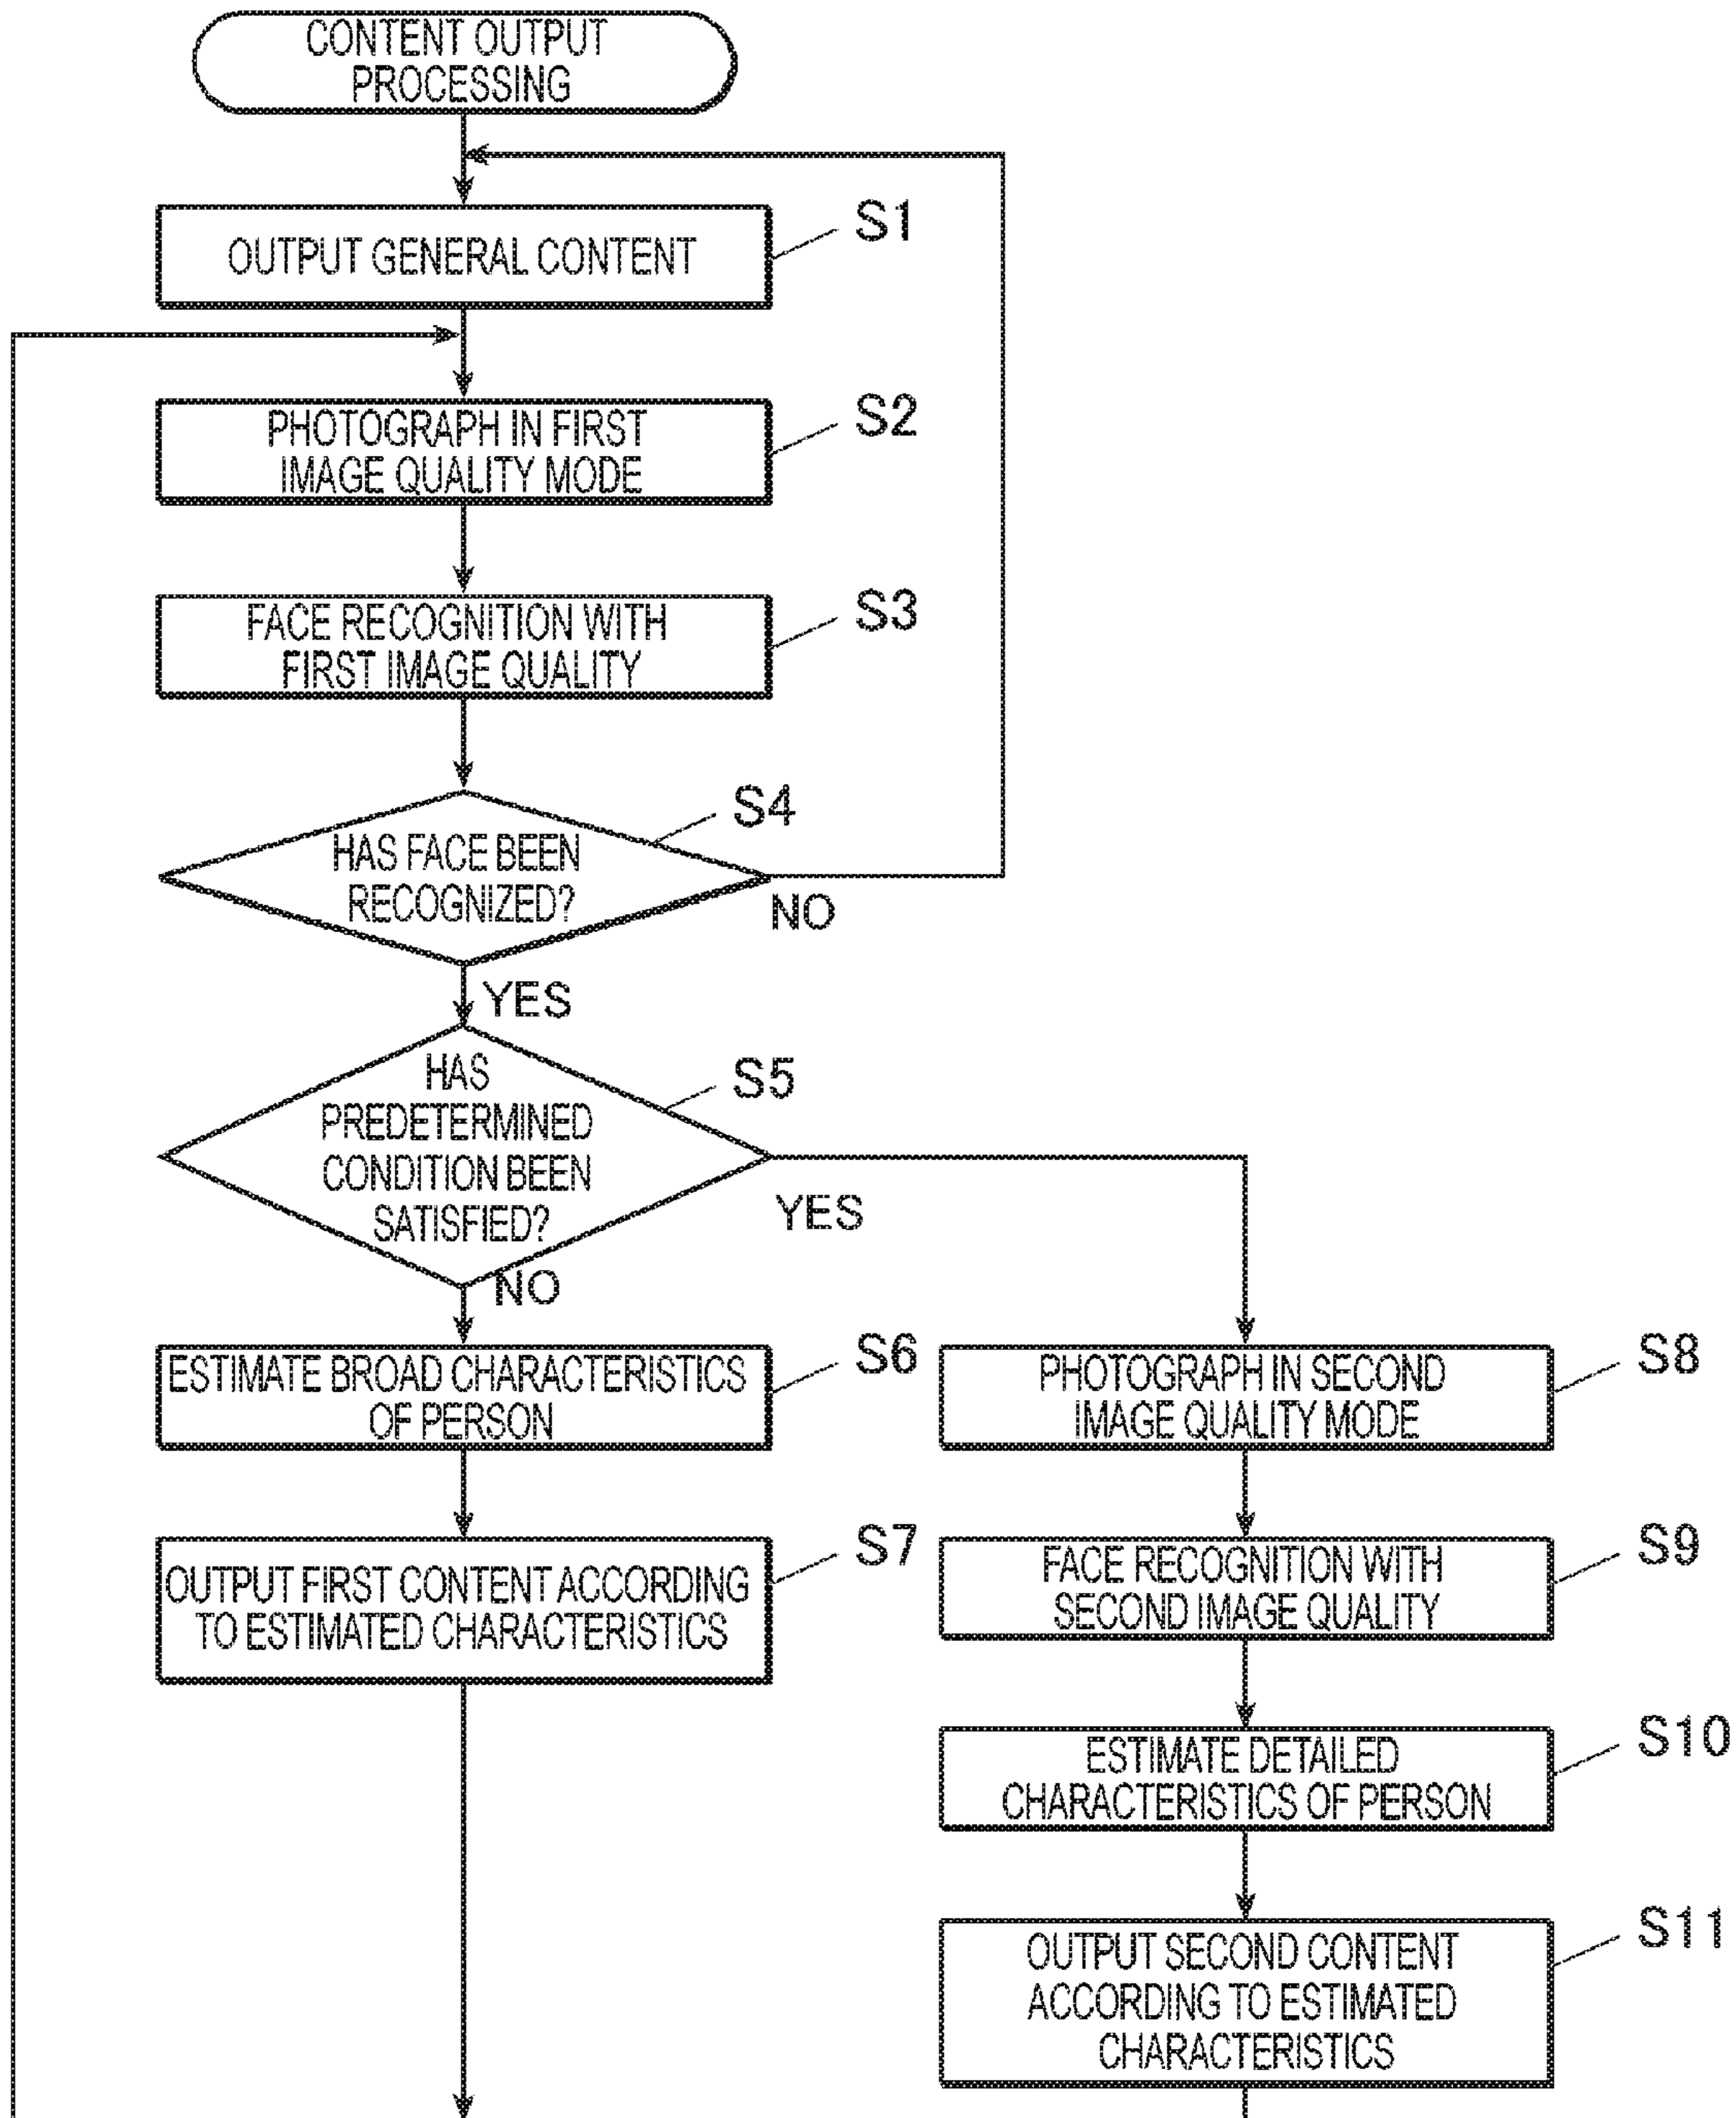 CONTENT OUTPUT
PROCESSING
OUTPUT GENERAL CONTENT
S1
PHOTOGRAPH IN FIRST
IMAGE QUALITY MODE
S2
FACE RECOGNITION WITH
FIRST IMAGE QUALITY
S3
HAS FACE BEEN
RECOGNIZED?
S4
NO
YES
HAS
PREDETERMINED
CONDITION BEEN
SATISFIED?
S5
YES
NO
ESTIMATE BROAD CHARACTERISTICS
OF PERSON
S6
OUTPUT FIRST CONTENT ACCORDING
TO ESTIMATED CHARACTERISTICS
S7
PHOTOGRAPH IN SECOND
IMAGE QUALITY MODE
S8
FACE RECOGNITION WITH
SECOND IMAGE QUALITY
S9
ESTIMATE DETAILED
CHARACTERISTICS OF PERSON
S10
OUTPUT SECOND CONTENT
ACCORDING TO ESTIMATED
CHARACTERISTICS
S11